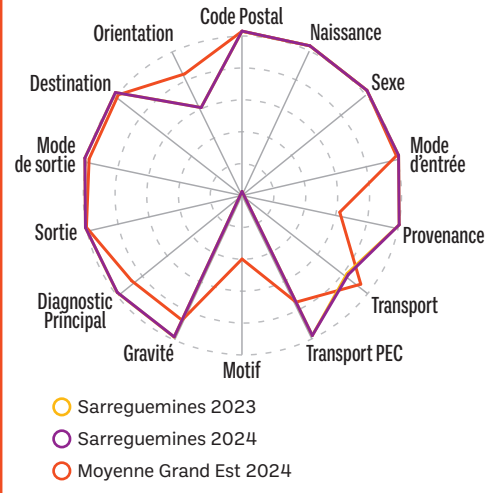 Code Postal
Naissance
Sexe
Mode
d'entrée
Provenance
Transport
Transport PEC
Motif
Gravité
Diagnostic
Principal
Sortie
Mode
de sortie
Destination
Orientation
Sarreguemines 2023
Sarreguemines 2024
Moyenne Grand Est 2024